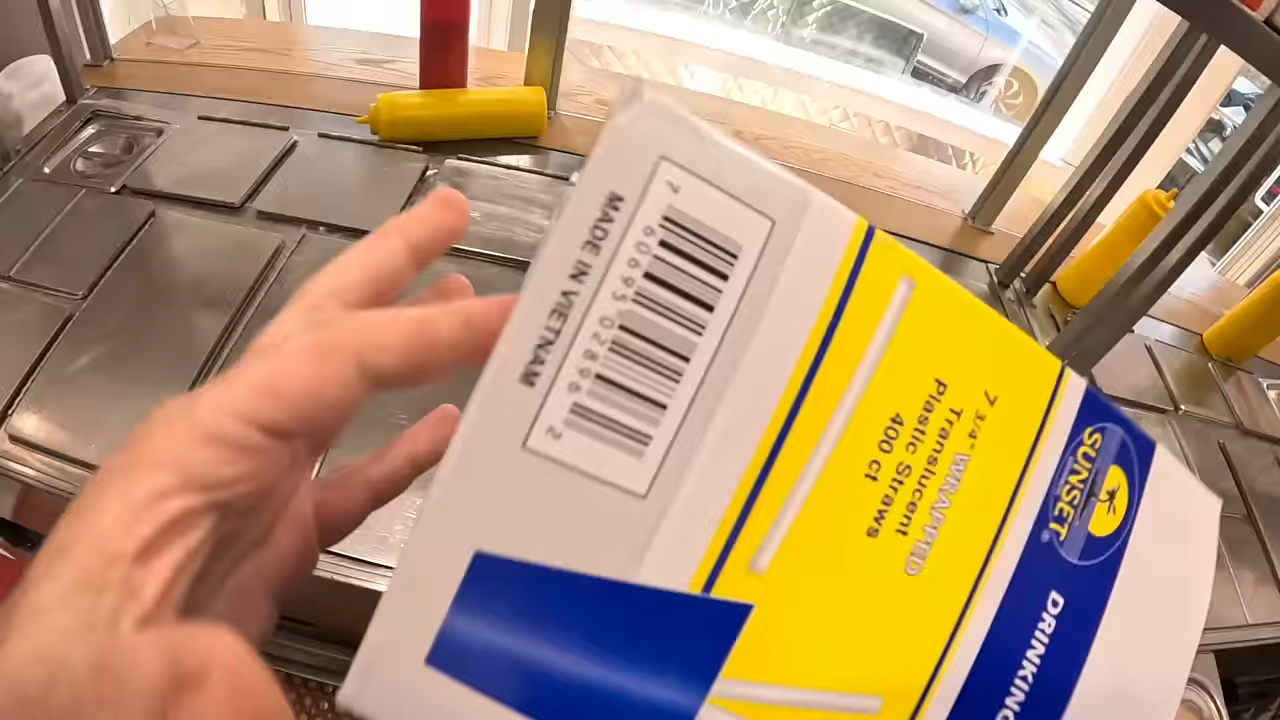 SUNSET®
DRINKING
7 3/4" WRAPPED
Translucent
Plastic Straws
400 ct
7 60695 02896 2
MADE IN VIETNAM